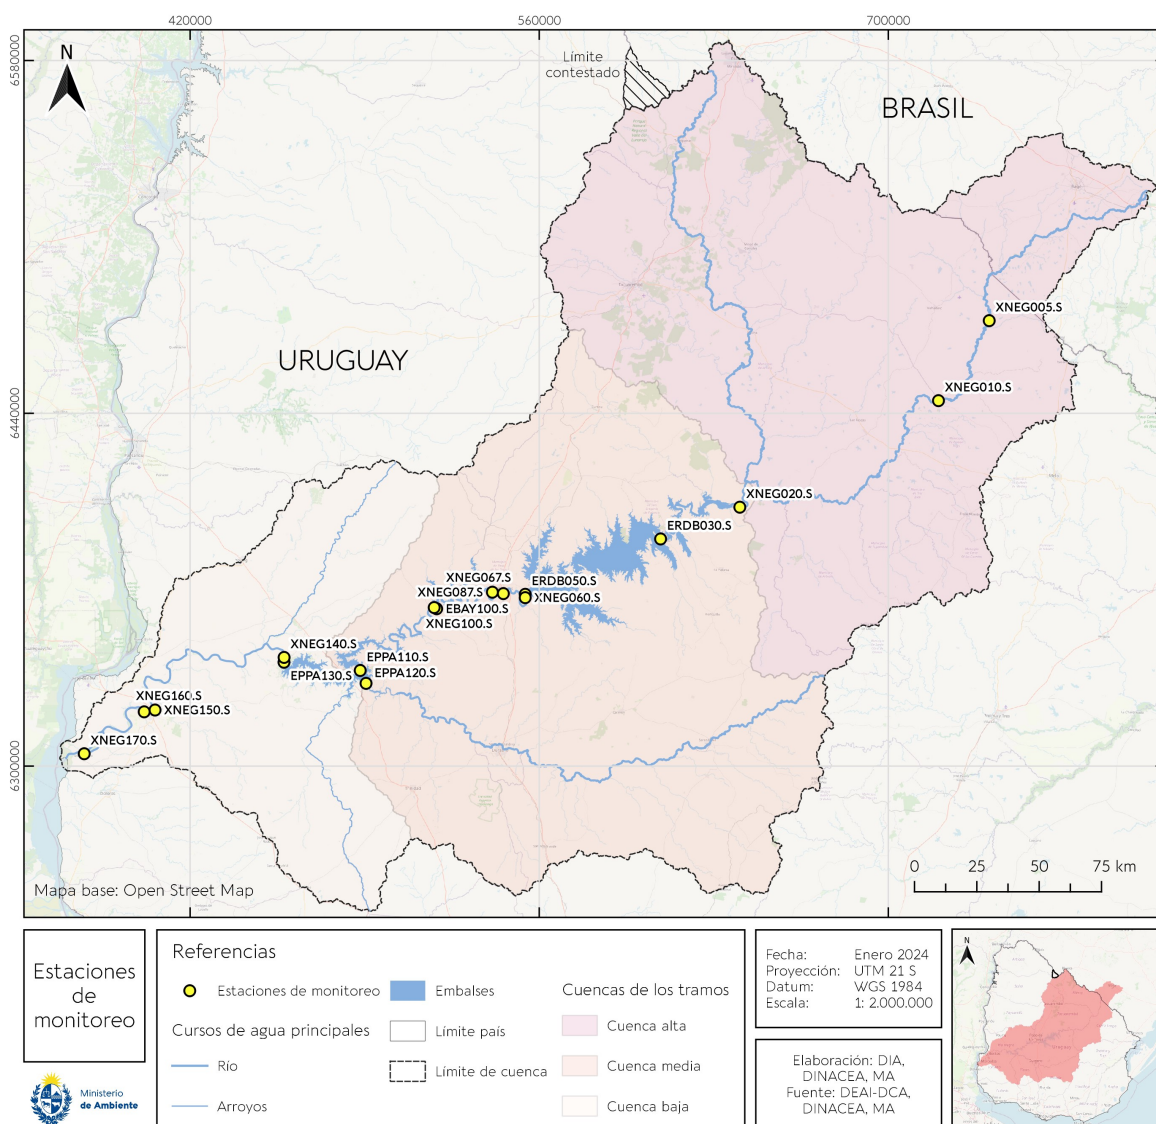 420000
560000
700000
6580000
6440000
6300000
N
Límite
contestado
BRASIL
URUGUAY
XNEG005.S
XNEG010.S
XNEG020.S
ERDB030.S
XNEG067.S
ERDB050.S
XNEG087.S
XNEG060.S
EBAY100.S
XNEG100.S
XNEG140.S
EPPA110.S
EPPA130.S
EPPA120.S
XNEG160.S
XNEG150.S
XNEG170.S
0 25 50 75 km
Mapa base: Open Street Map
Estaciones
de
monitoreo
Ministerio
de Ambiente
Referencias
Estaciones de monitoreo
Cursos de agua principales
Río
Arroyos
Embalses
Límite país
Límite de cuenca
Cuencas de los tramos
Cuenca alta
Cuenca media
Cuenca baja
Fecha: Enero 2024
Proyección: UTM 21 S
Datum: WGS 1984
Escala: 1: 2.000.000
Elaboración: DIA,
DINACEA, MA
Fuente: DEAI-DCA,
DINACEA, MA
N